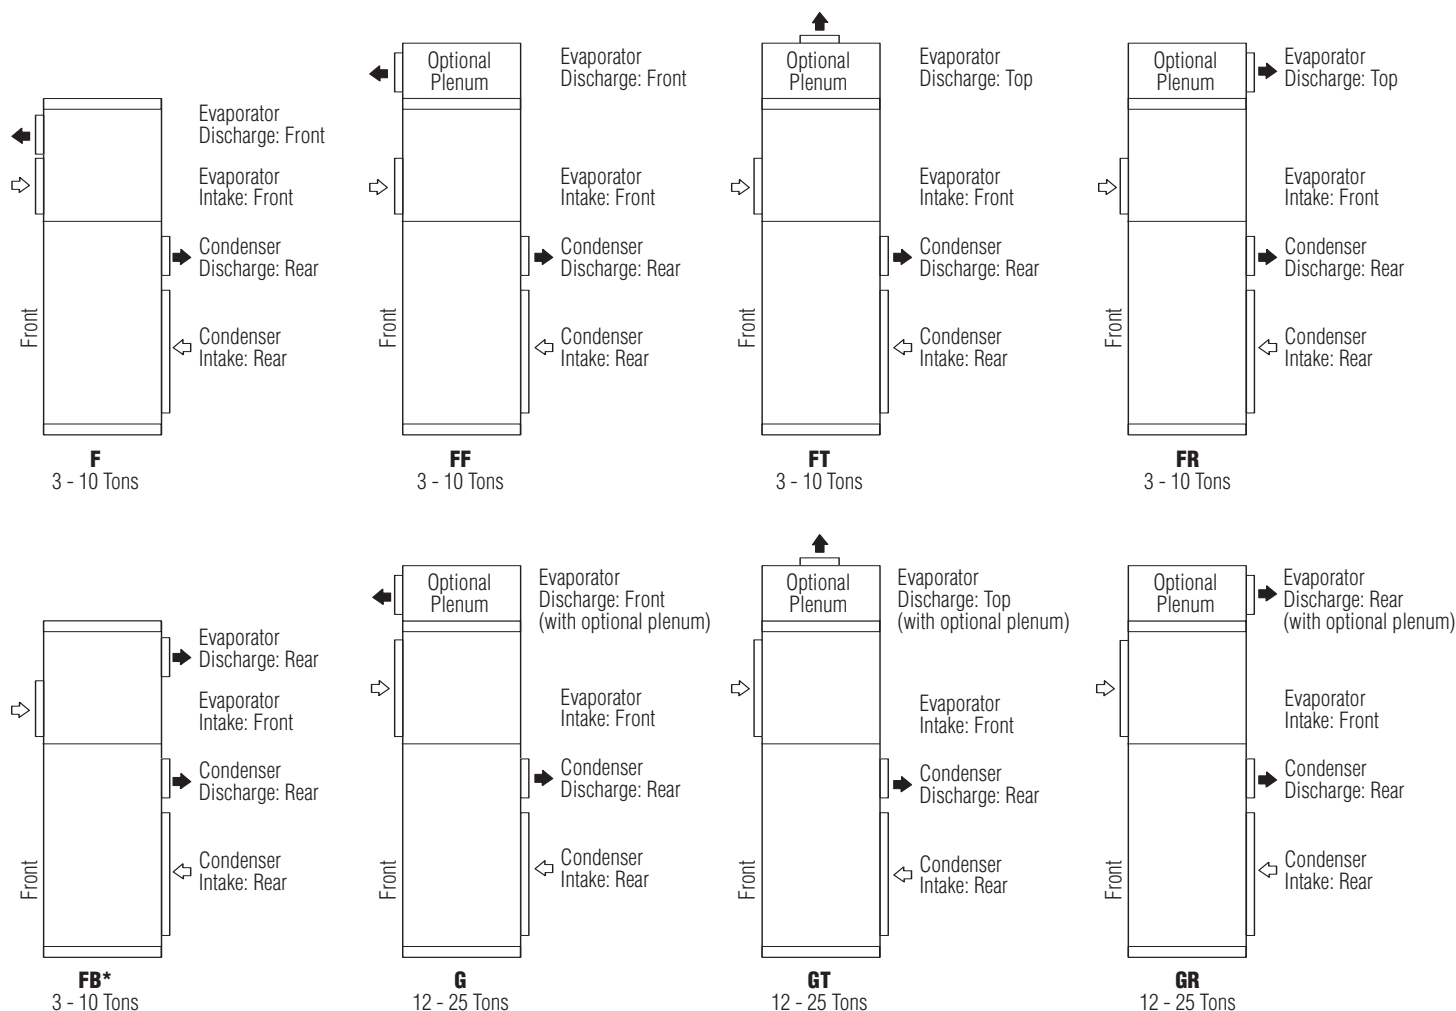 Evaporator
Discharge: Front
Evaporator
Intake: Front
Condenser
Discharge: Rear
Front
Condenser
Intake: Rear
F
3 - 10 Tons
Optional
Plenum
Evaporator
Discharge: Front
Evaporator
Intake: Front
Condenser
Discharge: Rear
Front
Condenser
Intake: Rear
FF
3 - 10 Tons
Optional
Plenum
Evaporator
Discharge: Top
Evaporator
Intake: Front
Condenser
Discharge: Rear
Front
Condenser
Intake: Rear
FT
3 - 10 Tons
Optional
Plenum
Evaporator
Discharge: Top
Evaporator
Intake: Front
Condenser
Discharge: Rear
Front
Condenser
Intake: Rear
FR
3 - 10 Tons
Evaporator
Discharge: Rear
Evaporator
Intake: Front
Condenser
Discharge: Rear
Front
Condenser
Intake: Rear
FB*
3 - 10 Tons
Optional
Plenum
Evaporator
Discharge: Front
(with optional plenum)
Evaporator
Intake: Front
Condenser
Discharge: Rear
Front
Condenser
Intake: Rear
G
12 - 25 Tons
Optional
Plenum
Evaporator
Discharge: Top
(with optional plenum)
Evaporator
Intake: Front
Condenser
Discharge: Rear
Front
Condenser
Intake: Rear
GT
12 - 25 Tons
Optional
Plenum
Evaporator
Discharge: Rear
(with optional plenum)
Evaporator
Intake: Front
Condenser
Discharge: Rear
Front
Condenser
Intake: Rear
GR
12 - 25 Tons